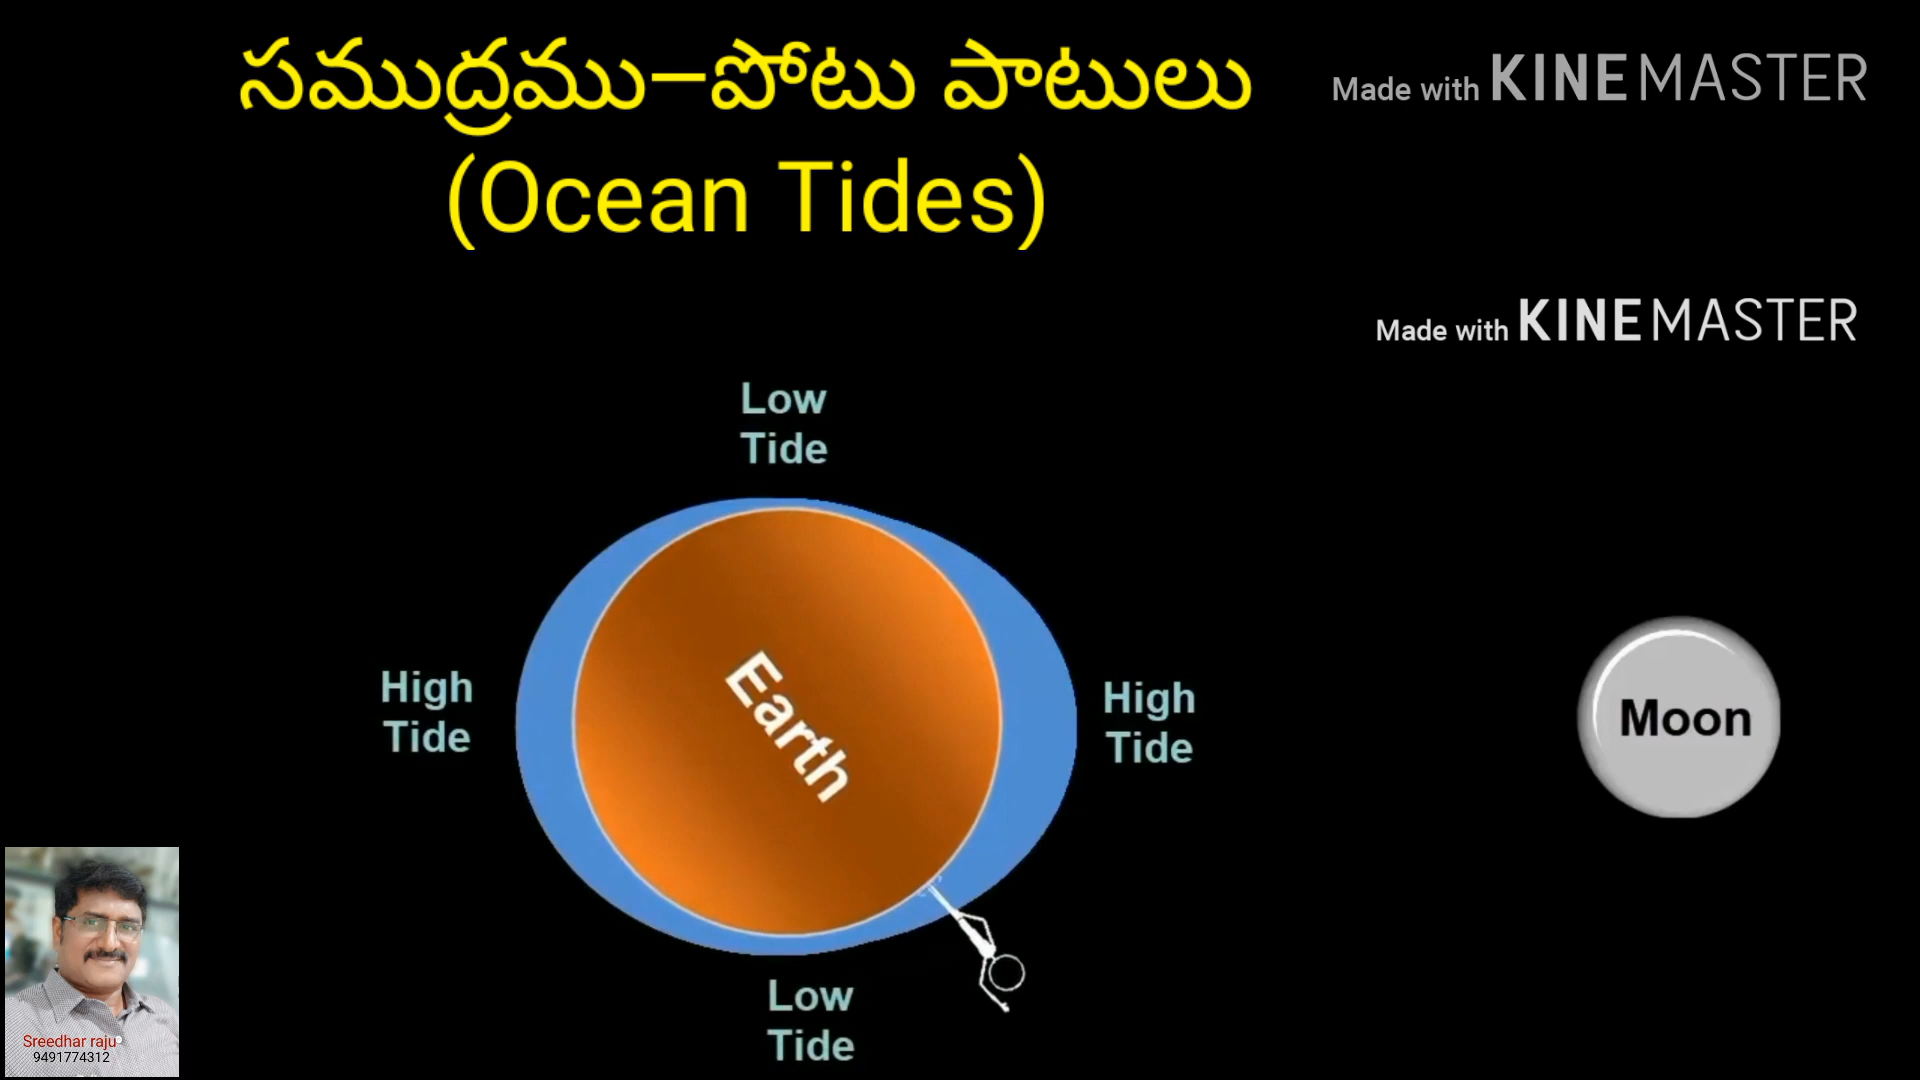 సముద్రము–పోటు పాటులు
(Ocean Tides)
Made with KINEMASTER
Made with KINEMASTER
Low
Tide
High
Tide
Earth
High
Tide
Moon
Low
Tide
Sreedhar raju
9491774312